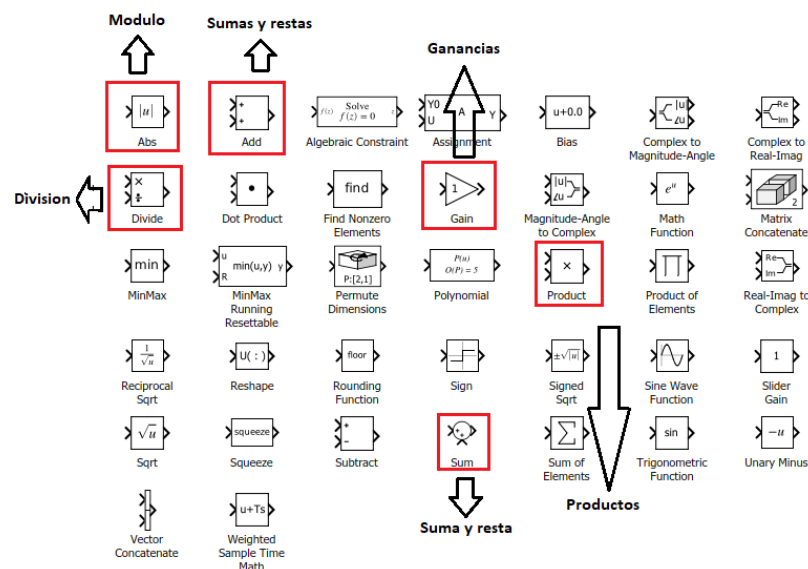 Modulo
Sumas y restas
Ganancias
|u|
Abs
+
+
Add
f(z) Solve f(z) = 0 z
Algebraic Constraint
Y0
U A Y
Assignment
u+0.0
Bias
|u|
∠u
Complex to
Magnitude-Angle
Re
Im
Complex to
Real-Imag
Division
×
÷
Divide
•
Dot Product
find
Find Nonzero
Elements
1
Gain
|u|
∠u
Magnitude-Angle
to Complex
eᵘ
Math
Function
2
Matrix
Concatenate
min
MinMax
u
R min(u,y) y
MinMax
Running
Resettable
P:[2,1]
Permute
Dimensions
P(u)
O(P) = 5
Polynomial
×
Product
∏
Product of
Elements
Re
Im
Real-Imag to
Complex
1
√u
Reciprocal
Sqrt
U( : )
Reshape
floor
Rounding
Function
Sign
±√|u|
Signed
Sqrt
Sine Wave
Function
1
Slider
Gain
√u
Sqrt
squeeze
Squeeze
+
−
Subtract
+
+
Sum
∑
Sum of
Elements
sin
Trigonometric
Function
−u
Unary Minus
Vector
Concatenate
u+Ts
Weighted
Sample Time
Math
Suma y resta
Productos